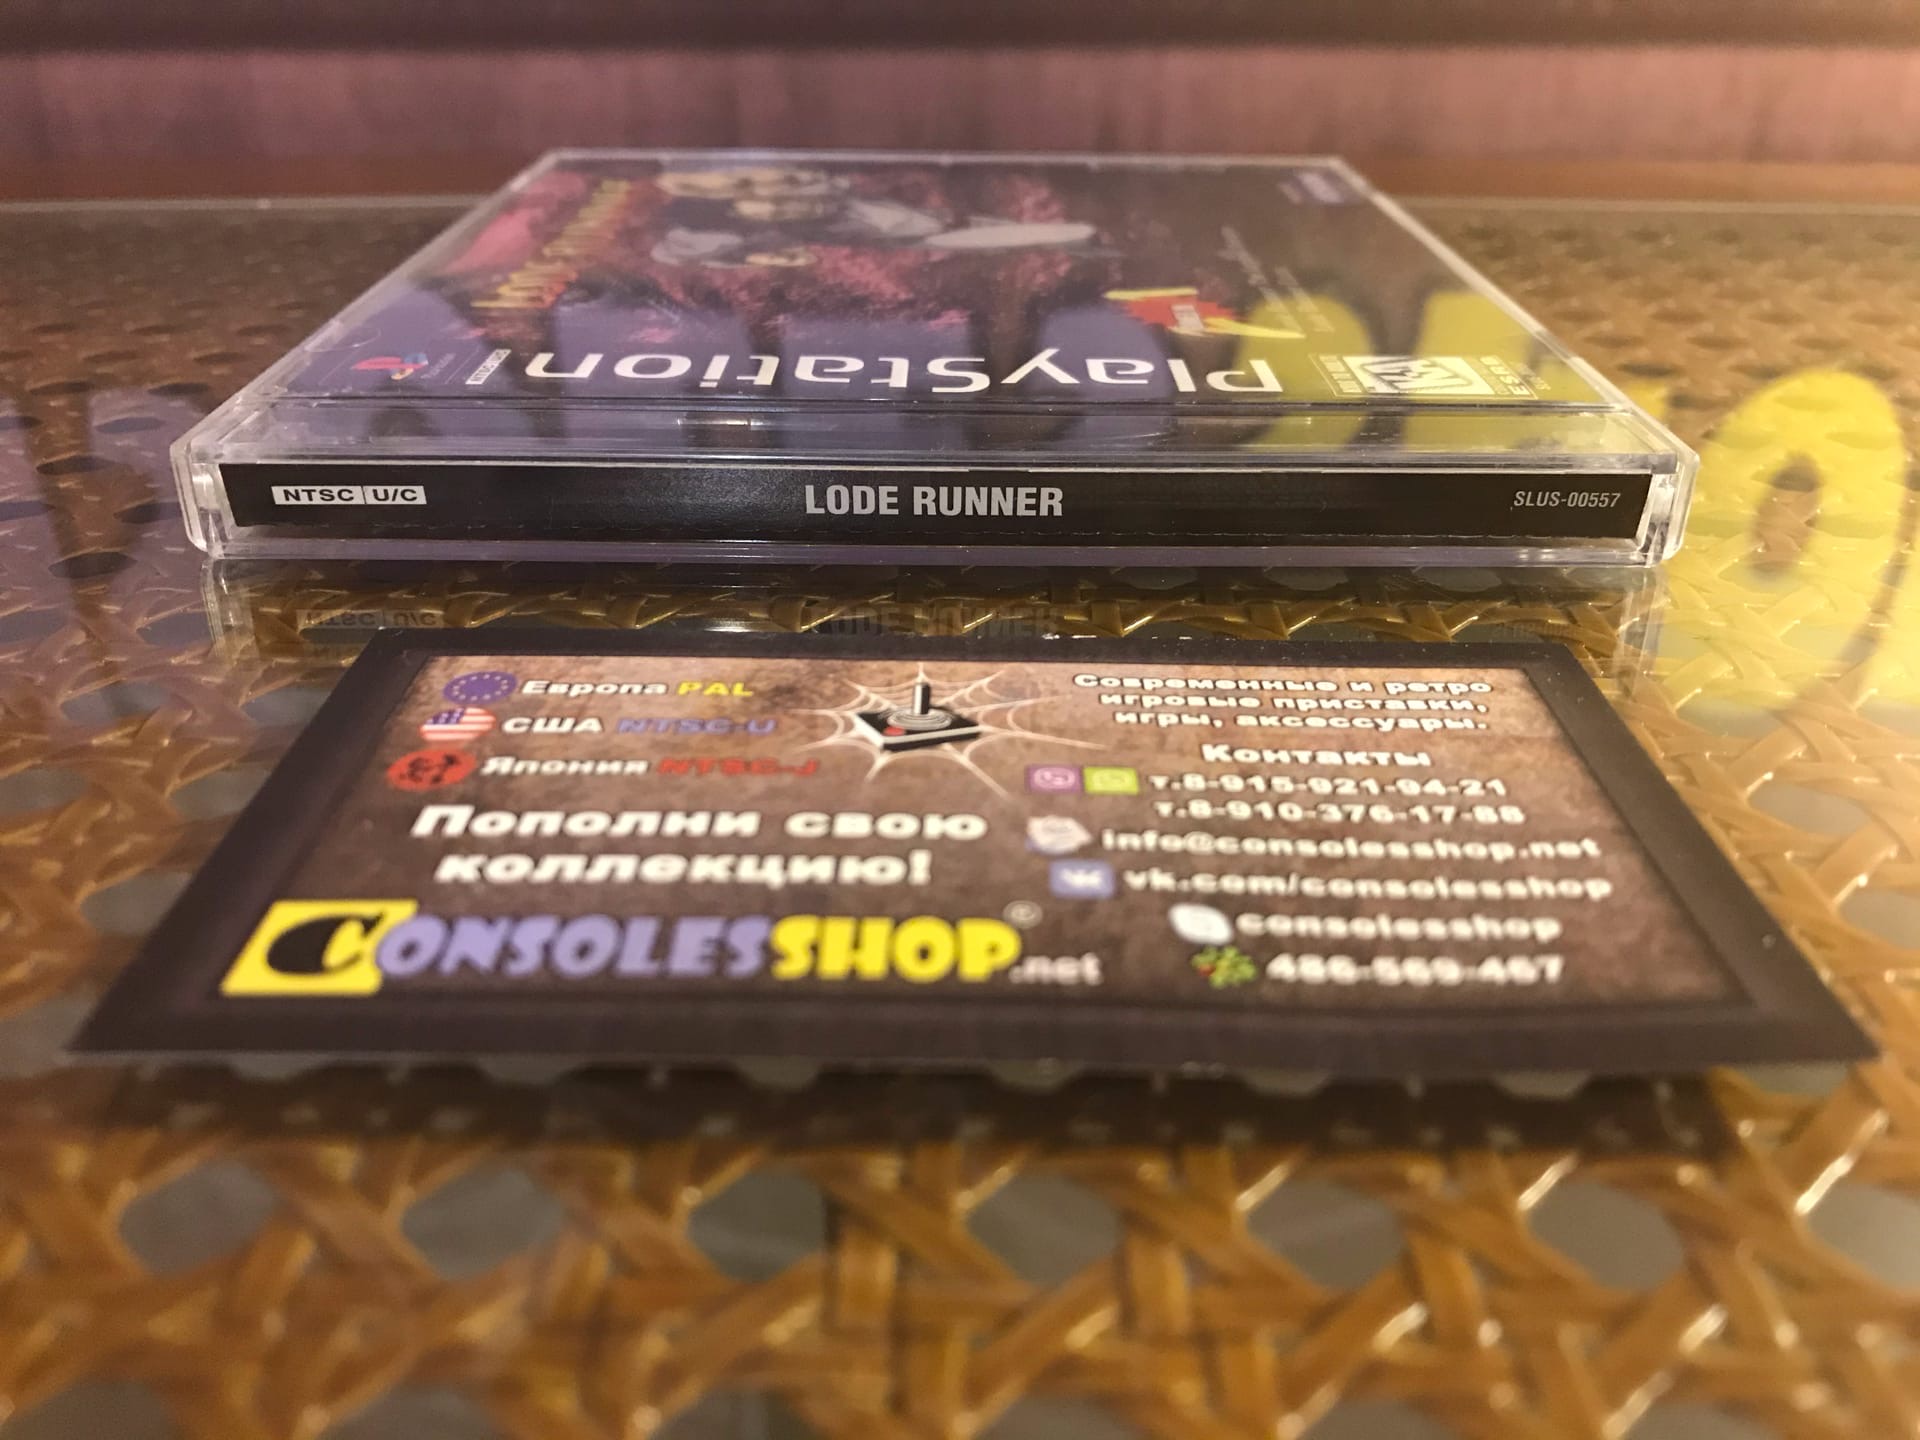 PlayStation
NTSC U/C
LODE RUNNER
SLUS-00557
Европа PAL
США NTSC-U
Япония NTSC-J
Пополни свою
коллекцию!
CONSOLESSHOP®.net
Современные и ретро
игровые приставки,
игры, аксессуары.
Контакты
т.8-915-921-94-21
т.8-910-376-17-88
info@consolesshop.net
vk.com/consolesshop
consolesshop
486-569-467